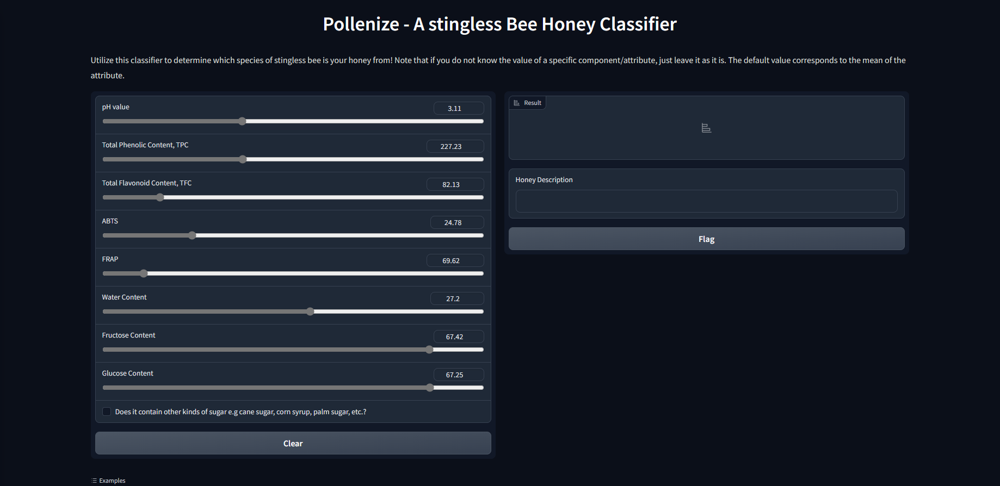 Pollenize - A stingless Bee Honey Classifier
Utilize this classifier to determine which species of stingless bee is your honey from! Note that if you do not know the value of a specific component/attribute, just leave it as it is. The default value corresponds to the mean of the
attribute.
pH value
3.11
Total Phenolic Content, TPC
227.23
Total Flavonoid Content, TFC
82.13
ABTS
24.78
FRAP
69.62
Water Content
27.2
Fructose Content
67.42
Glucose Content
67.25
Does it contain other kinds of sugar e.g cane sugar, corn syrup, palm sugar, etc.?
Clear
Result
Honey Description
Flag
Examples